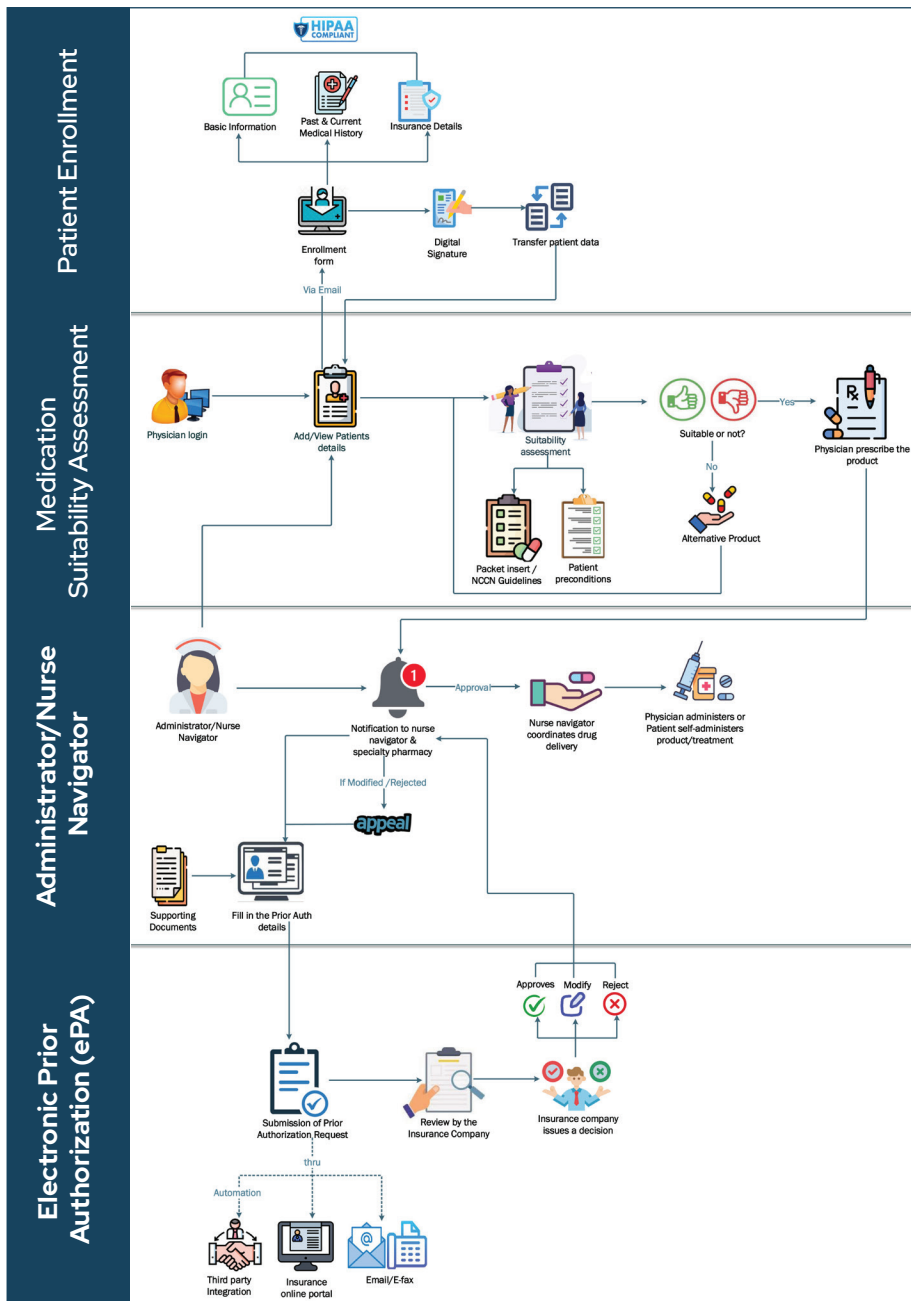 Patient Enrollment
HIPAA
COMPLIANT
Basic Information
Past & Current
Medical History
Insurance Details
Enrollment
form
Digital
Signature
Transfer patient data
Via Email
Medication
Suitability Assessment
Physician login
Add/View Patients
details
Suitability
assessment
Suitable or not?
Yes
Rx
Physician prescribe the
product
No
Alternative Product
Packet insert /
NCCN Guidelines
Patient
preconditions
Administrator/Nurse
Navigator
Administrator/Nurse
Navigator
1
Notification to nurse
navigator &
specialty pharmacy
Approval
Nurse navigator
coordinates drug
delivery
Physician administers or
Patient self-administers
product/treatment
If Modified /Rejected
appeal
Supporting
Documents
Fill in the Prior Auth
details
Electronic Prior
Authorization (ePA)
Approves
Modify
Reject
Submission of Prior
Authorization Request
Review by the
Insurance Company
Insurance company
issues a decision
thru
Automation
@
Third party
Integration
Insurance
online portal
Email/E-fax